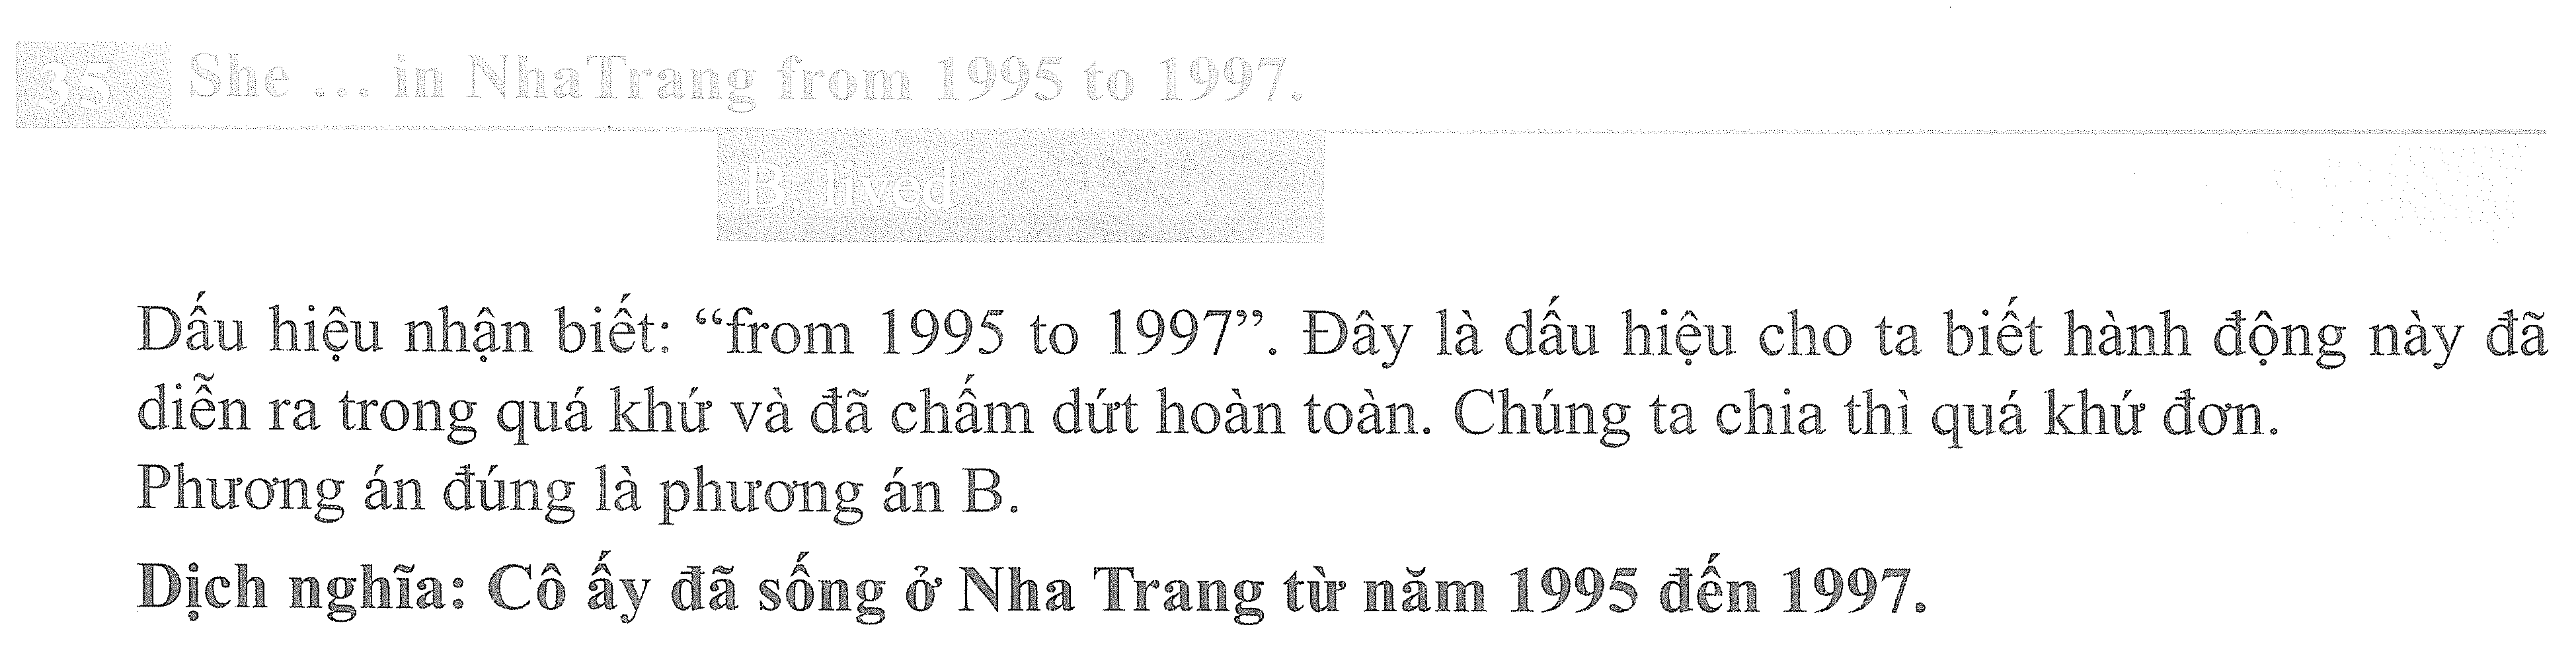 35 She ... in NhaTrang from 1995 to 1997.
B. lived
Dấu hiệu nhận biết: “from 1995 to 1997”. Đây là dấu hiệu cho ta biết hành động này đã
diễn ra trong quá khứ và đã chấm dứt hoàn toàn. Chúng ta chia thì quá khứ đơn.
Phương án đúng là phương án B.
Dịch nghĩa: Cô ấy đã sống ở Nha Trang từ năm 1995 đến 1997.